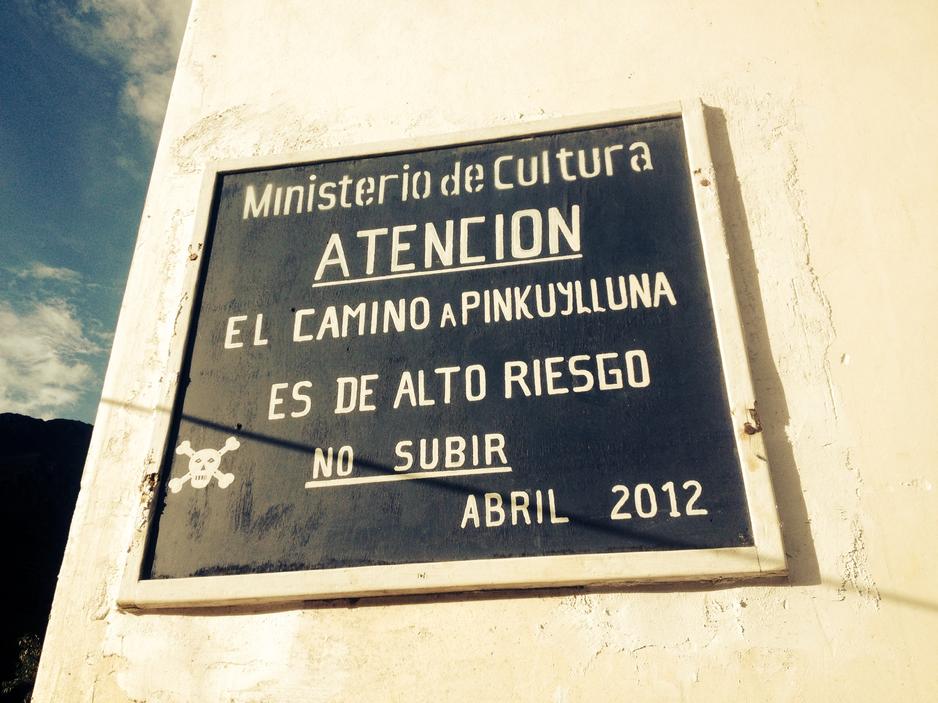 Ministerio de Cultura
ATENCION
EL CAMINO A PINKUYLLUNA
ES DE ALTO RIESGO
NO SUBIR
ABRIL 2012